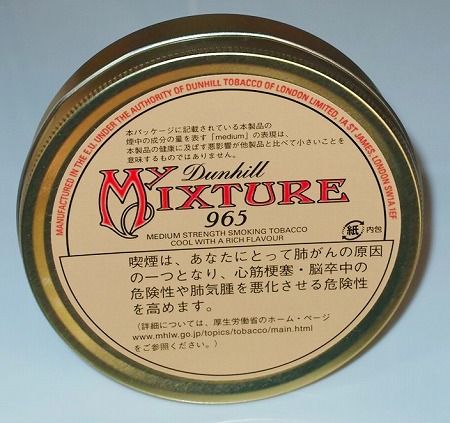 MANUFACTURED IN THE E.U. UNDER THE AUTHORITY OF DUNHILL TOBACCO OF LONDON LIMITED, 1A ST JAMES, LONDON SW1A 1EF
本パッケージに記載されている本製品の
煙中の成分の量を表す「medium」の表現は、
本製品の健康に及ぼす悪影響が他製品と比べて小さいことを
意味するものではありません。
Dunhill
MY MIXTURE
965
MEDIUM STRENGTH SMOKING TOBACCO
COOL WITH A RICH FLAVOUR
紙 内包
喫煙は、あなたにとって肺がんの原因
の一つとなり、心筋梗塞・脳卒中の
危険性や肺気腫を悪化させる危険性
を高めます。
(詳細については、厚生労働省のホーム・ページ
www.mhlw.go.jp/topics/tobacco/main.html
をご参照ください。)